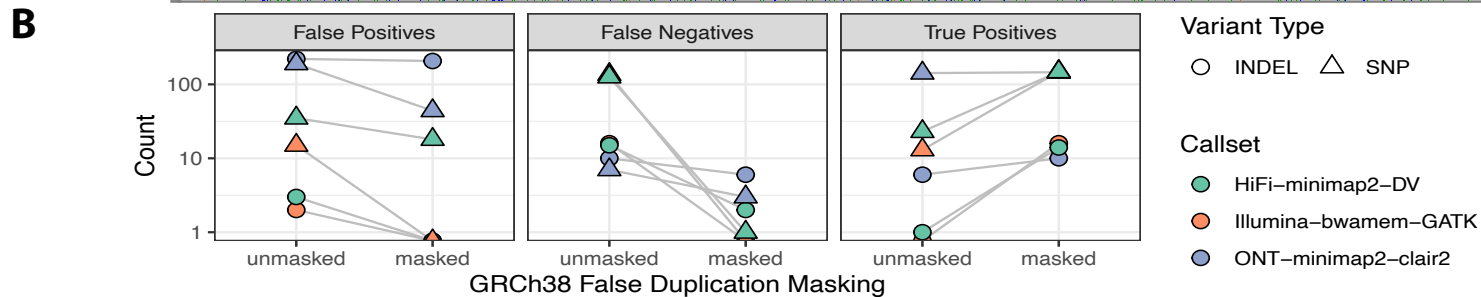 B
False Positives False Negatives True Positives
Count
100
10
1
unmasked masked unmasked masked unmasked masked
GRCh38 False Duplication Masking
Variant Type
INDEL SNP
Callset
HiFi−minimap2−DV
Illumina−bwamem−GATK
ONT−minimap2−clair2